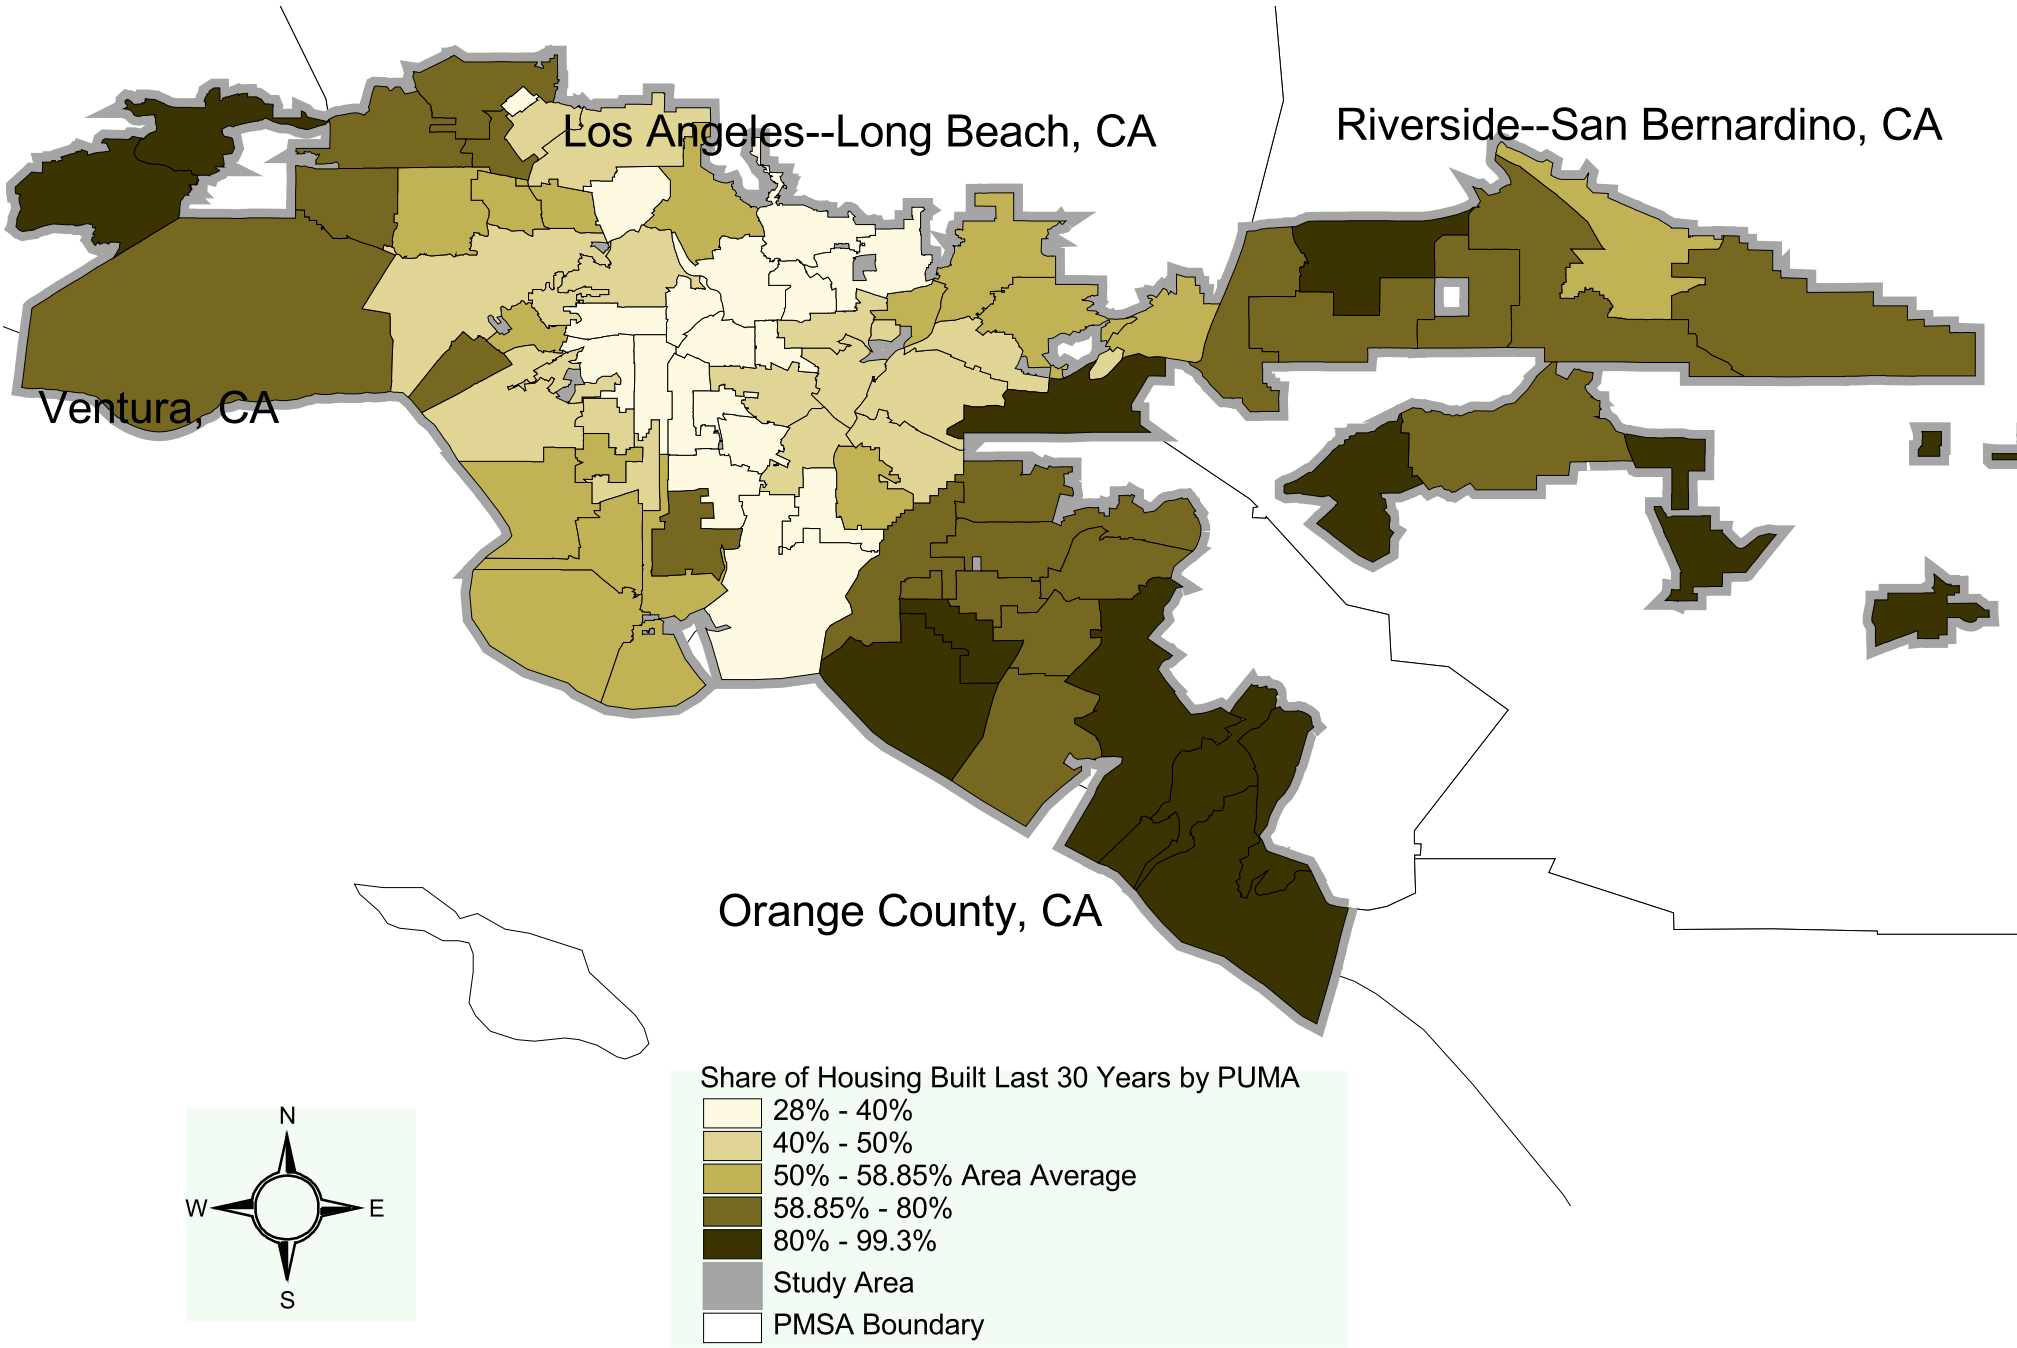 Los Angeles--Long Beach, CA
Riverside--San Bernardino, CA
Ventura, CA
Orange County, CA
Share of Housing Built Last 30 Years by PUMA
28% - 40%
40% - 50%
50% - 58.85% Area Average
58.85% - 80%
80% - 99.3%
Study Area
PMSA Boundary
N
W
E
S